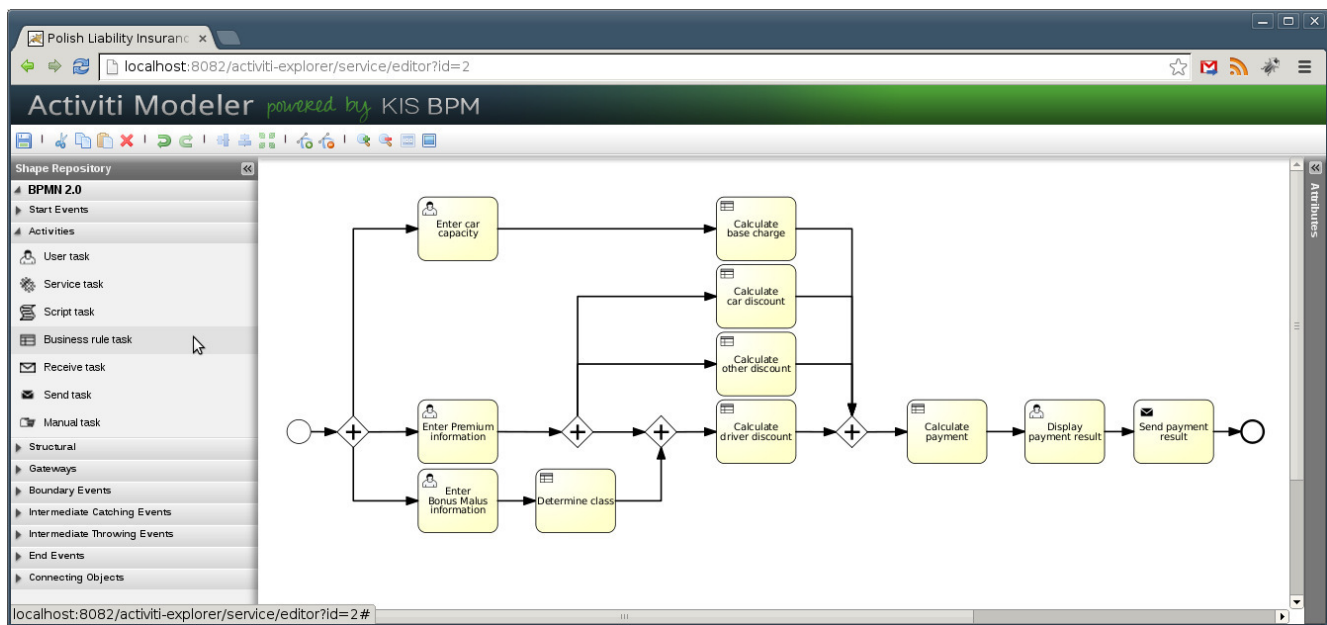 Polish Liability Insuranc
localhost:8082/activiti-explorer/service/editor?id=2
Activiti Modeler powered by KIS BPM
Shape Repository
BPMN 2.0
Start Events
Activities
User task
Service task
Script task
Business rule task
Receive task
Send task
Manual task
Structural
Gateways
Boundary Events
Intermediate Catching Events
Intermediate Throwing Events
End Events
Connecting Objects
localhost:8082/activiti-explorer/service/editor?id=2#
Enter car
capacity
Calculate
base charge
Calculate
car discount
Calculate
other discount
Enter Premium
information
Calculate
driver discount
Calculate
payment
Display
payment result
Send payment
result
Enter
Bonus Malus
information
Determine class
Attributes